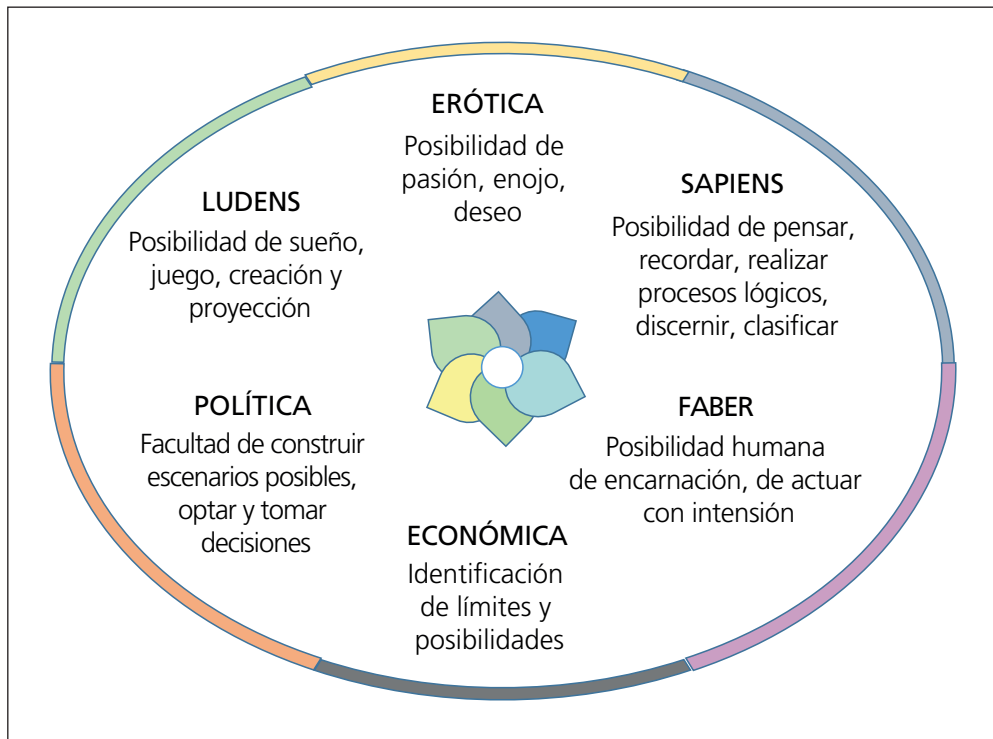 ERÓTICA
Posibilidad de
pasión, enojo,
deseo
SAPIENS
Posibilidad de pensar,
recordar, realizar
procesos lógicos,
discernir, clasificar
FABER
Posibilidad humana
de encarnación, de actuar
con intensión
ECONÓMICA
Identificación
de límites y
posibilidades
POLÍTICA
Facultad de construir
escenarios posibles,
optar y tomar
decisiones
LUDENS
Posibilidad de sueño,
juego, creación y
proyección